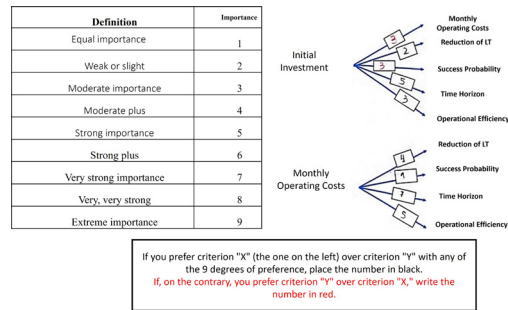 Definition Importance
Equal importance 1
Weak or slight 2
Moderate importance 3
Moderate plus 4
Strong importance 5
Strong plus 6
Very strong importance 7
Very, very strong 8
Extreme importance 9
Initial
Investment
2
Monthly
Operating Costs
2
Reduction of LT
3
Success Probability
5
Time Horizon
3
Operational Efficiency
Monthly
Operating Costs
4
Reduction of LT
1
Success Probability
7
Time Horizon
5
Operational Efficiency
If you prefer criterion "X" (the one on the left) over criterion "Y" with any of
the 9 degrees of preference, place the number in black.
If, on the contrary, you prefer criterion "Y" over criterion "X," write the
number in red.